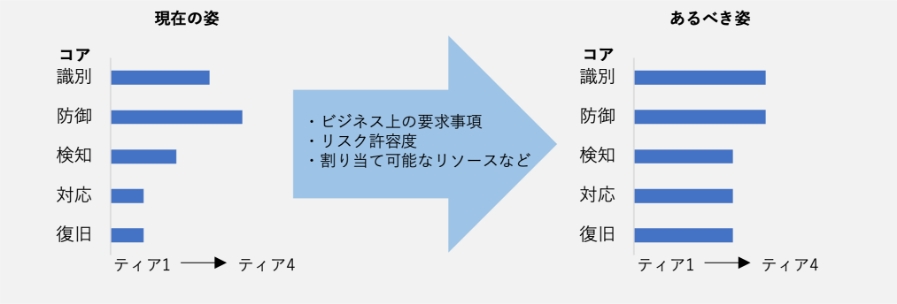 現在の姿
コア
識別
防御
検知
対応
復旧
ティア1
ティア4
・ビジネス上の要求事項
・リスク許容度
・割り当て可能なリソースなど
あるべき姿
コア
識別
防御
検知
対応
復旧
ティア1
ティア4